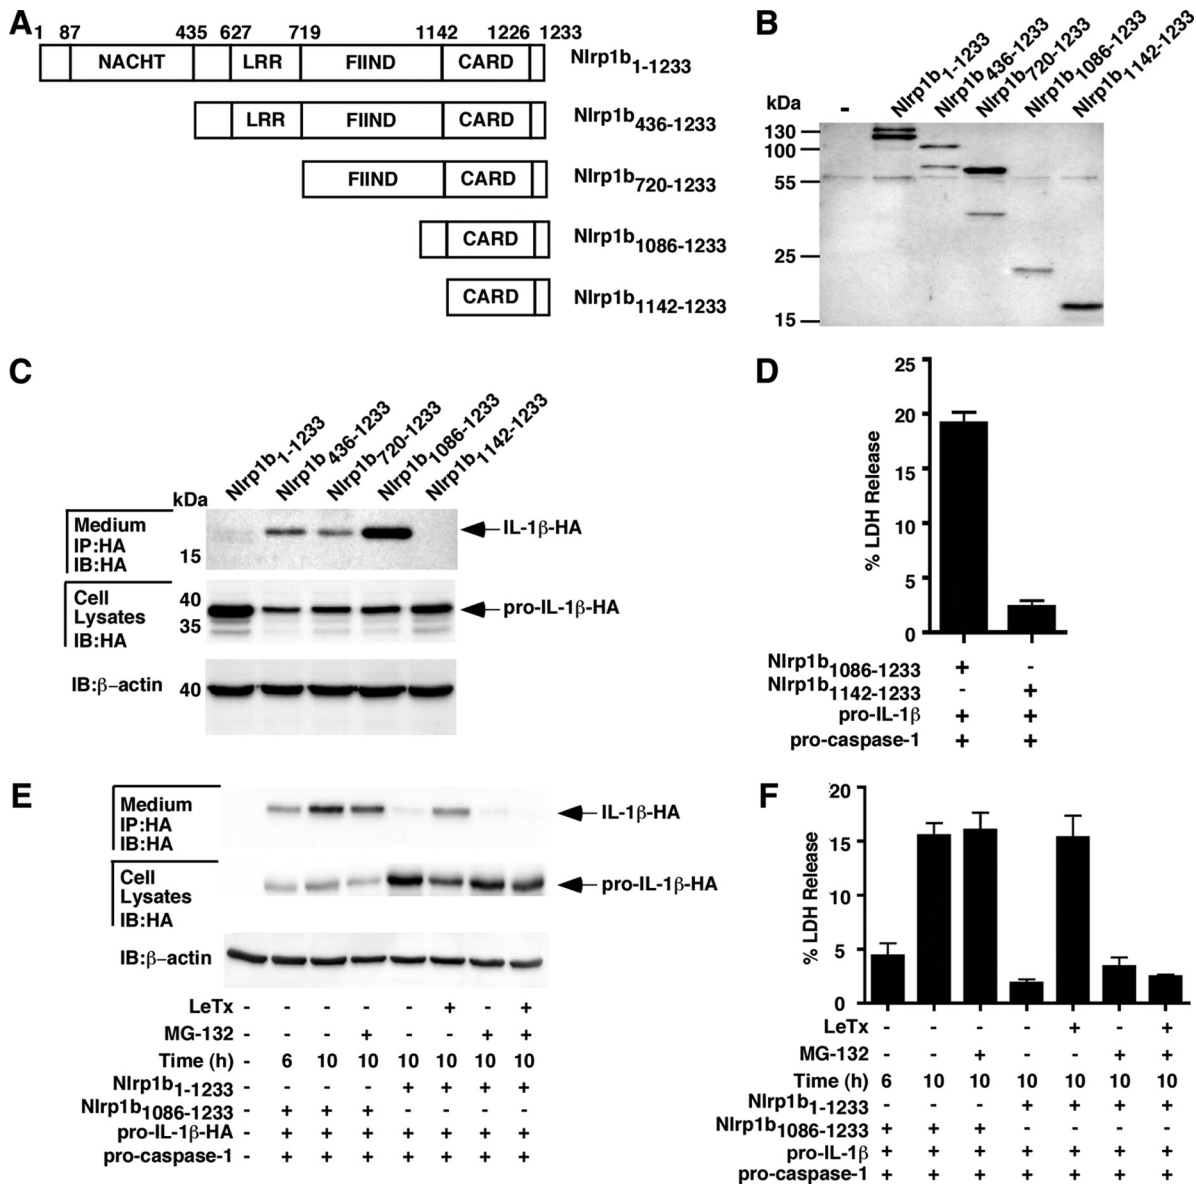 A
1 87 435 627 719 1142 1226 1233
NACHT LRR FIIND CARD Nlrp1b1-1233
LRR FIIND CARD Nlrp1b436-1233
FIIND CARD Nlrp1b720-1233
CARD Nlrp1b1086-1233
CARD Nlrp1b1142-1233
B
kDa - Nlrp1b1-1233 Nlrp1b436-1233 Nlrp1b720-1233 Nlrp1b1086-1233 Nlrp1b1142-1233
130
100
55
25
15
C
Nlrp1b1-1233 Nlrp1b436-1233 Nlrp1b720-1233 Nlrp1b1086-1233 Nlrp1b1142-1233
kDa
Medium
IP:HA
IB:HA
15
IL-1β-HA
Cell
Lysates
IB:HA
40
35
pro-IL-1β-HA
IB:β-actin 40
D
% LDH Release
25
20
15
10
5
0
Nlrp1b1086-1233 + -
Nlrp1b1142-1233 - +
pro-IL-1β + +
pro-caspase-1 + +
E
Medium
IP:HA
IB:HA
IL-1β-HA
Cell
Lysates
IB:HA
pro-IL-1β-HA
IB:β-actin
LeTx - - - - - + - +
MG-132 - - - + - - + +
Time (h) - 6 10 10 10 10 10 10
Nlrp1b1-1233 - - - - + + + +
Nlrp1b1086-1233 - + + + - - - -
pro-IL-1β-HA - + + + + + + +
pro-caspase-1 - + + + + + + +
F
% LDH Release
20
15
10
5
0
LeTx - - - - + - +
MG-132 - - + - - + +
Time (h) 6 10 10 10 10 10 10
Nlrp1b1-1233 - - - + + + +
Nlrp1b1086-1233 + + + - - - -
pro-IL-1β + + + + + + +
pro-caspase-1 + + + + + + +